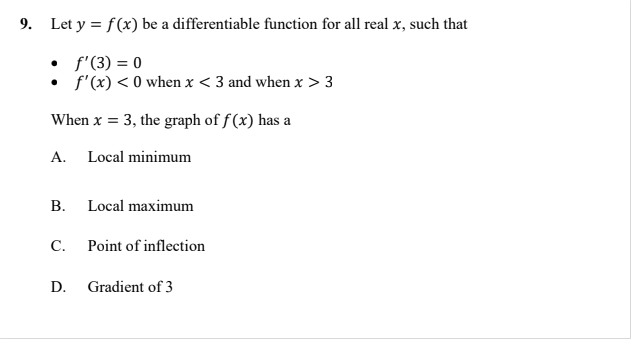 9. Let y = f(x) be a differentiable function for all real x, such that
• f'(3) = 0
• f'(x) < 0 when x < 3 and when x > 3
When x = 3, the graph of f(x) has a
A. Local minimum
B. Local maximum
C. Point of inflection
D. Gradient of 3